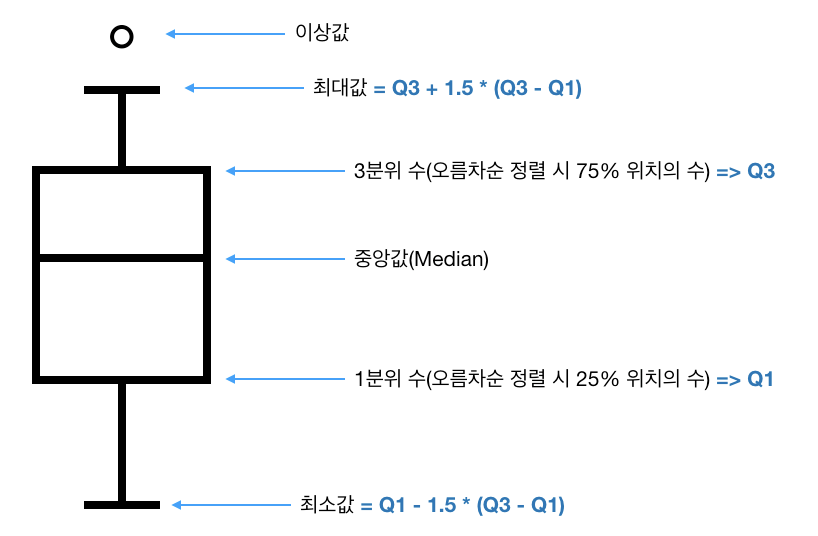 이상값
최대값 = Q3 + 1.5 * (Q3 - Q1)
3분위 수(오름차순 정렬 시 75% 위치의 수) => Q3
중앙값(Median)
1분위 수(오름차순 정렬 시 25% 위치의 수) => Q1
최소값 = Q1 - 1.5 * (Q3 - Q1)